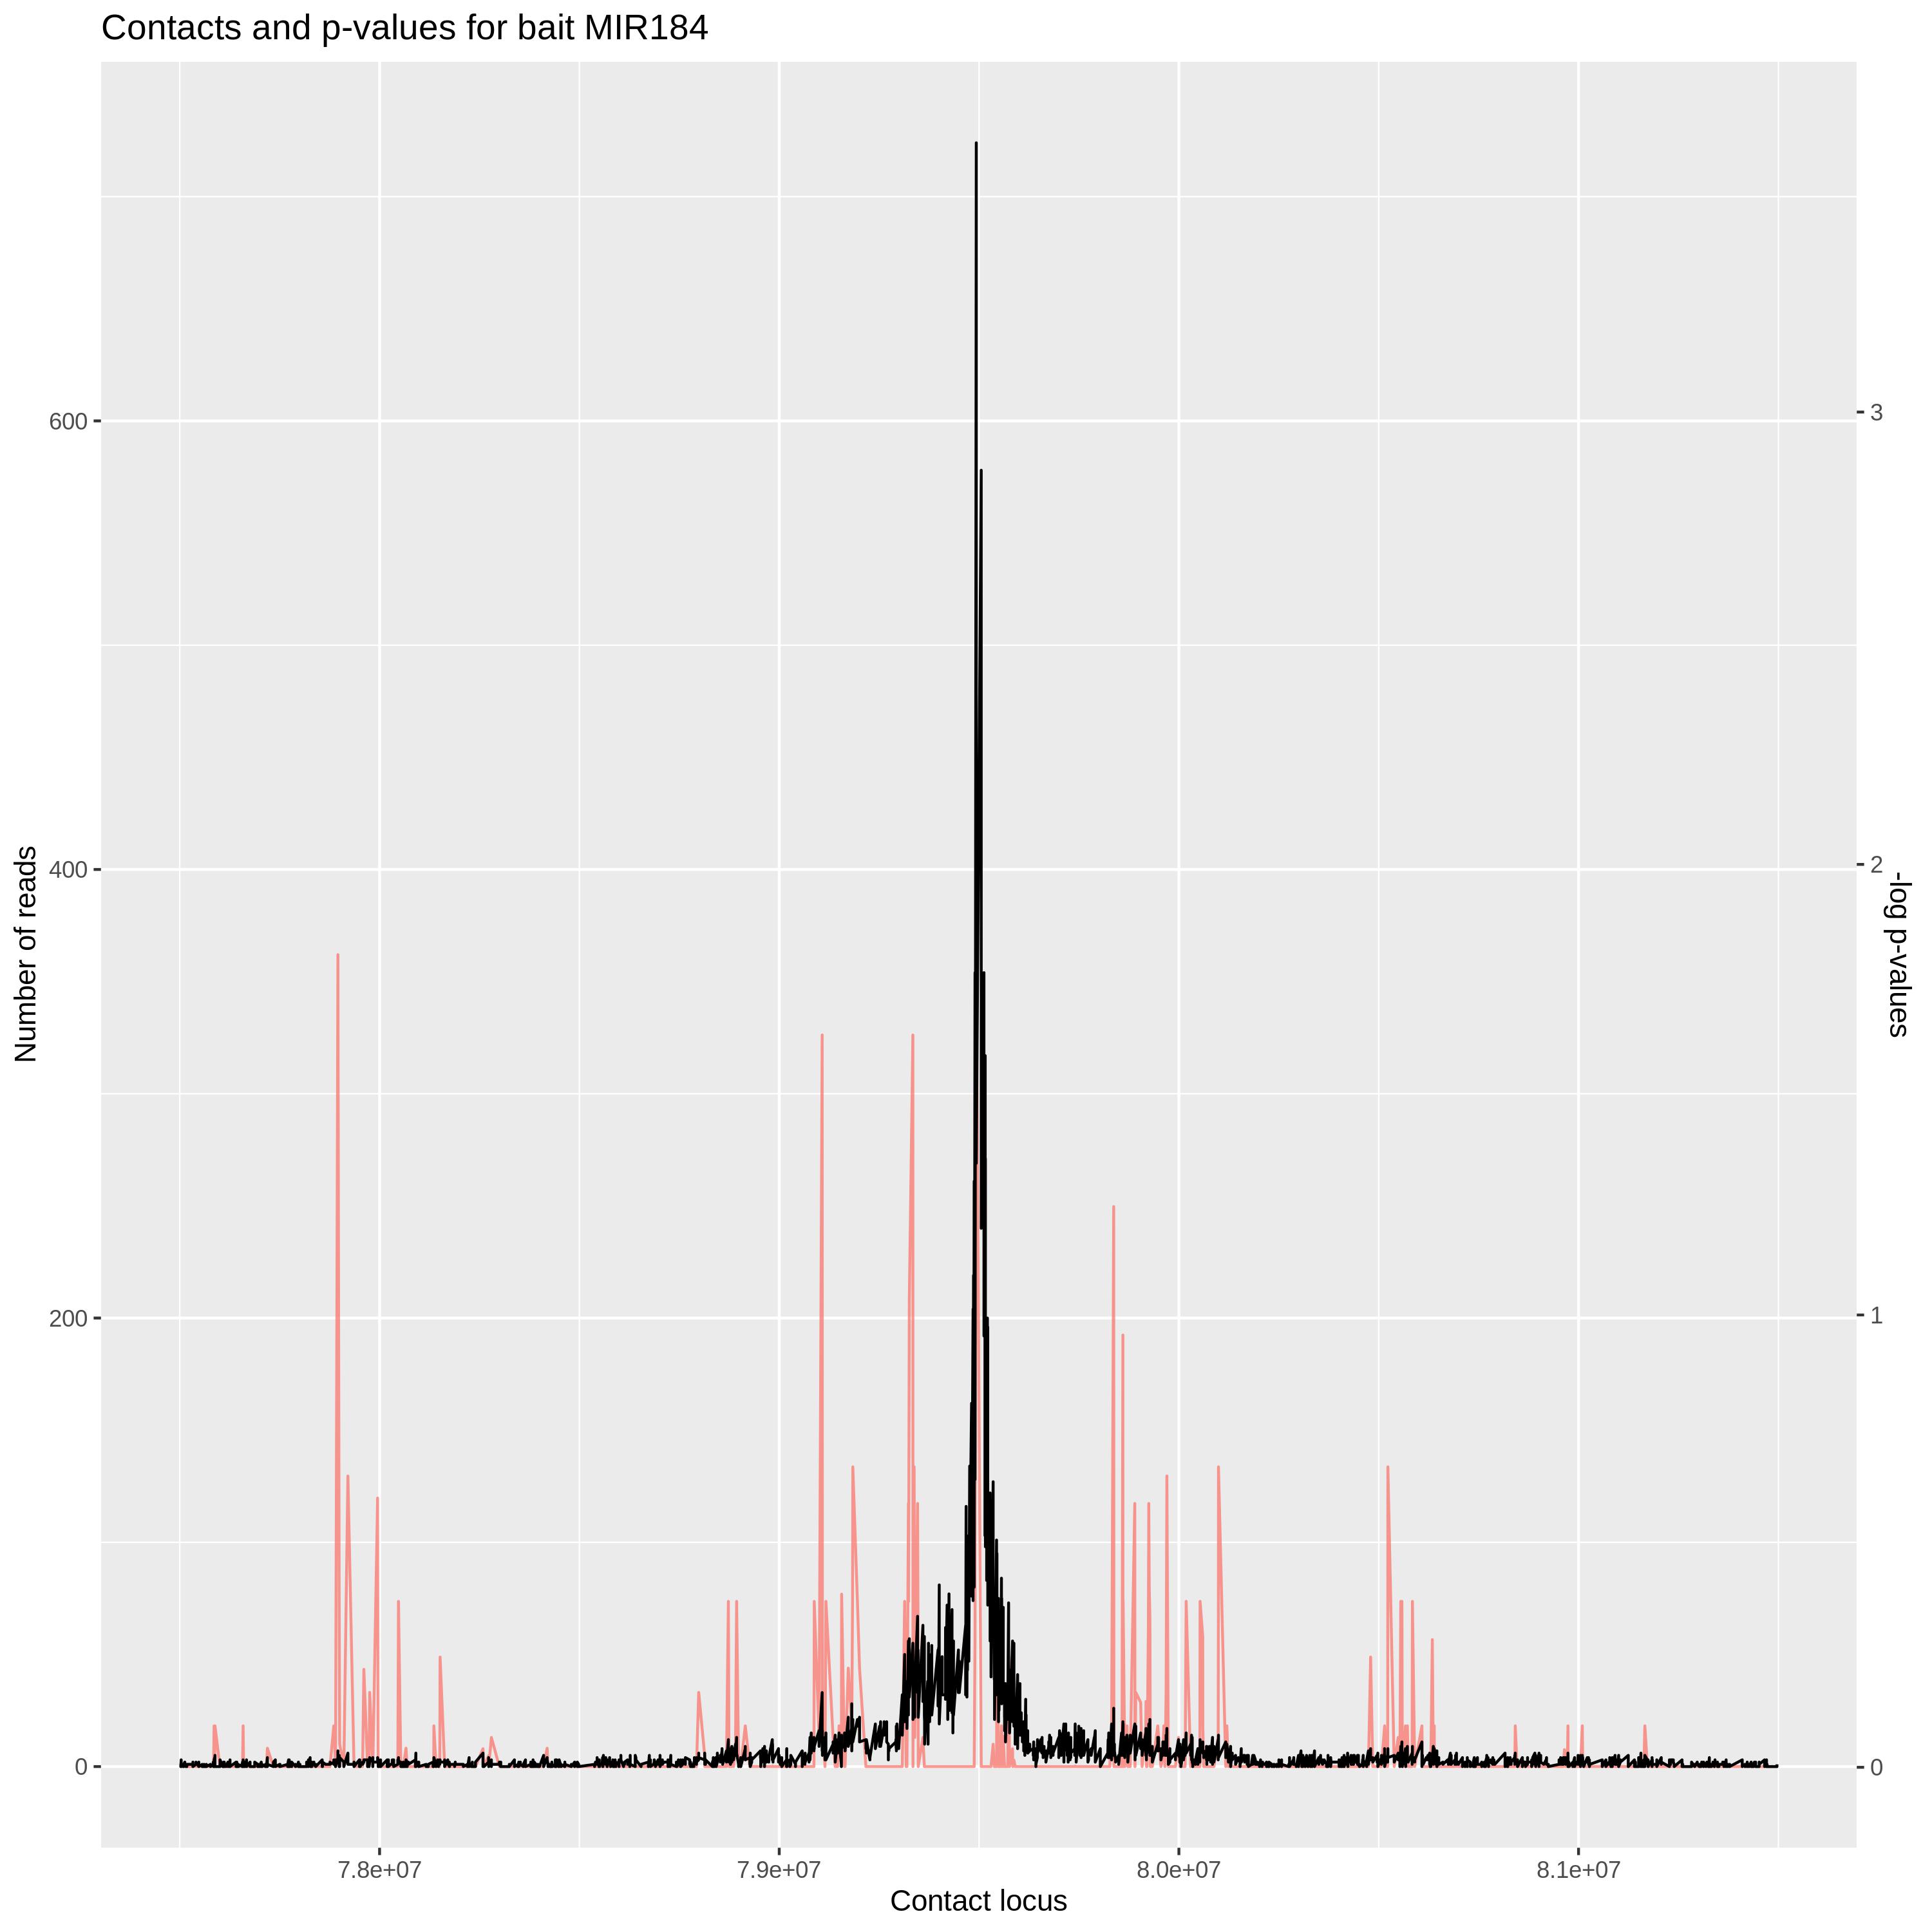 Contacts and p-values for bait MIR184
Number of reads
600
400
200
0
3
2
1
0
-log p-values
7.8e+07
7.9e+07
8.0e+07
8.1e+07
Contact locus